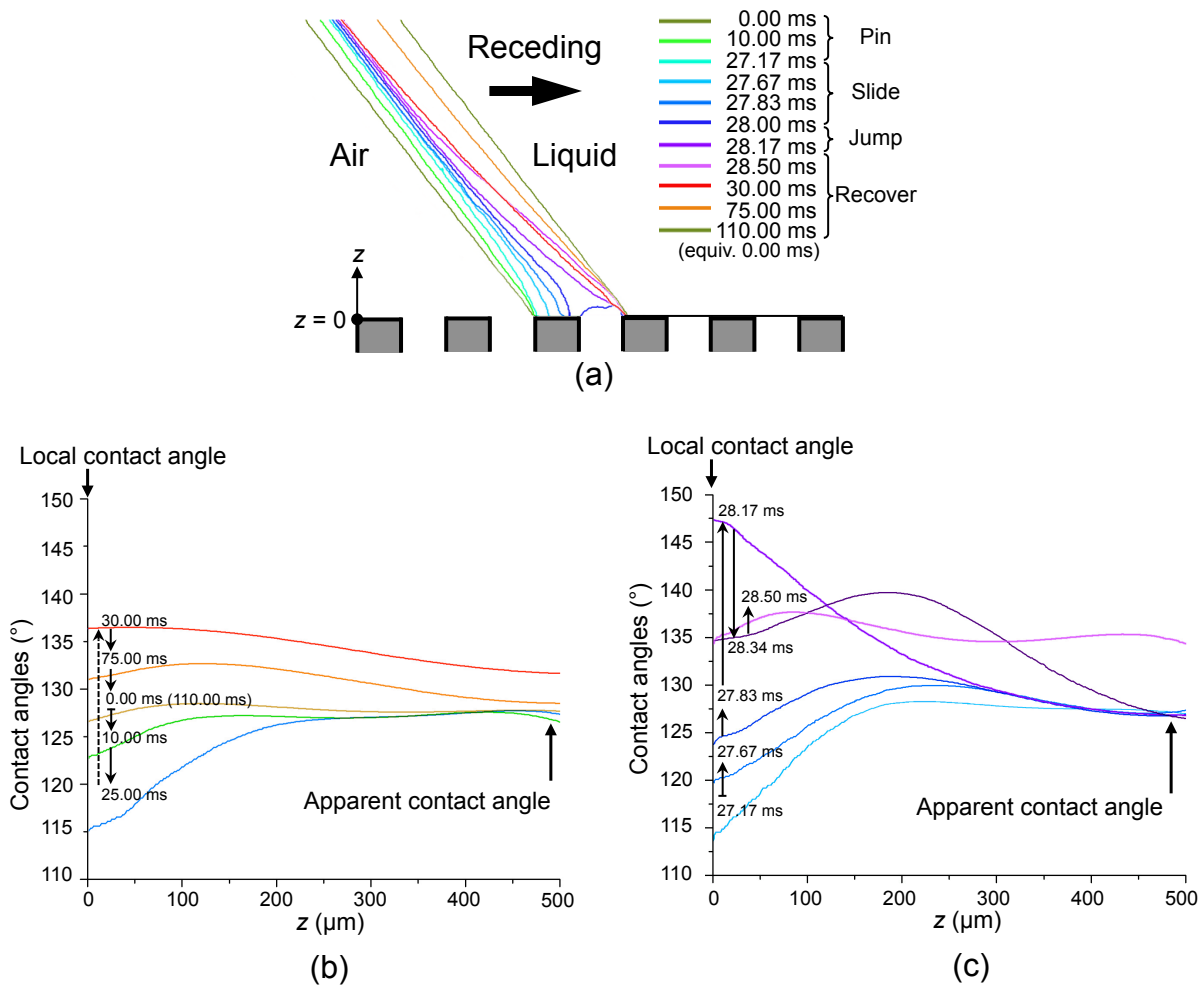 0.00 ms
10.00 ms
27.17 ms
27.67 ms
27.83 ms
28.00 ms
28.17 ms
28.50 ms
30.00 ms
75.00 ms
110.00 ms
(equiv. 0.00 ms)
Pin
Slide
Jump
Recover
Receding
Air
Liquid
z
z = 0
(a)
Local contact angle
150
145
140
135
130
125
120
115
110
Contact angles (°)
30.00 ms
75.00 ms
0.00 ms (110.00 ms)
10.00 ms
25.00 ms
Apparent contact angle
0
100
200
300
400
500
z (μm)
(b)
Local contact angle
150
145
140
135
130
125
120
115
110
Contact angles (°)
28.17 ms
28.50 ms
28.34 ms
27.83 ms
27.67 ms
27.17 ms
Apparent contact angle
0
100
200
300
400
500
z (μm)
(c)